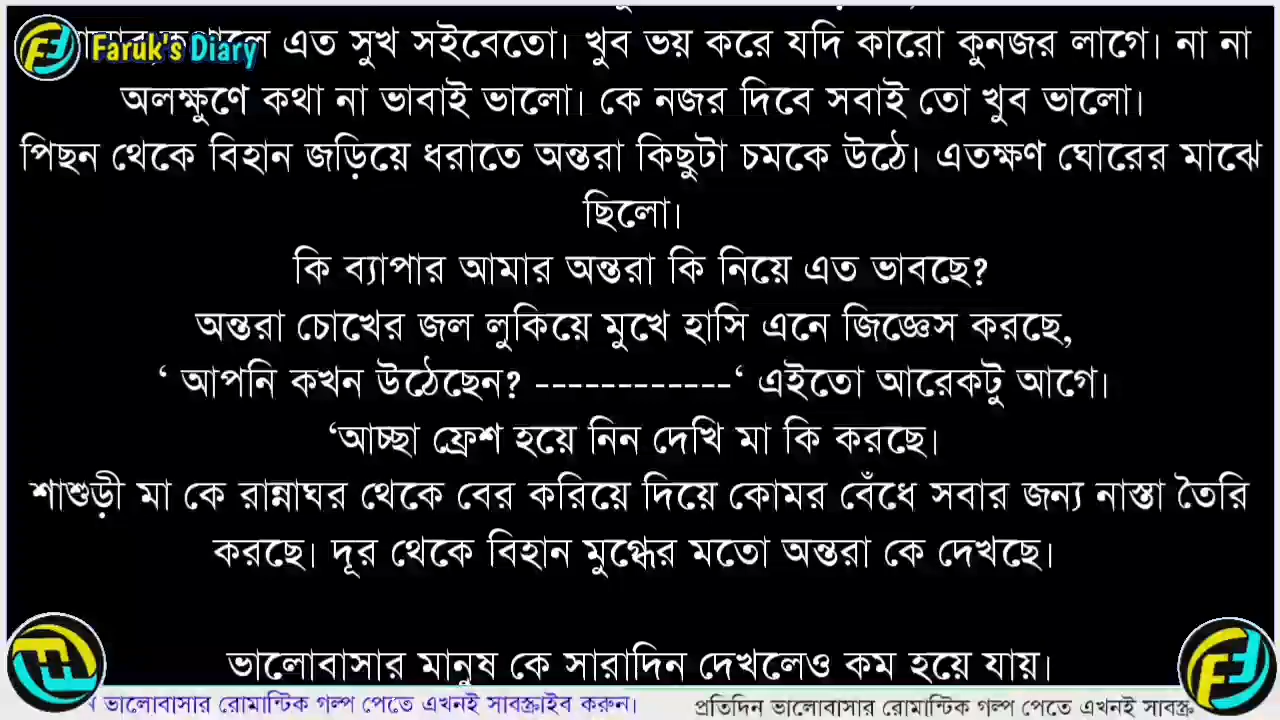 Faruk's Diary
এত সুখ সইবেতো। খুব ভয় করে যদি কারো কুনজর লাগে। না না
অলক্ষুণে কথা না ভাবাই ভালো। কে নজর দিবে সবাই তো খুব ভালো।
পিছন থেকে বিহান জড়িয়ে ধরাতে অন্তরা কিছুটা চমকে উঠে। এতক্ষণ ঘোরের মাঝে
ছিলো।
কি ব্যাপার আমার অন্তরা কি নিয়ে এত ভাবছে?
অন্তরা চোখের জল লুকিয়ে মুখে হাসি এনে জিজ্ঞেস করছে,
‘ আপনি কখন উঠেছেন? ------------‘ এইতো আরেকটু আগে।
‘আচ্ছা ফ্রেশ হয়ে নিন দেখি মা কি করছে।
শাশুড়ী মা কে রান্নাঘর থেকে বের করিয়ে দিয়ে কোমর বেঁধে সবার জন্য নাস্তা তৈরি
করছে। দূর থেকে বিহান মুগ্ধের মতো অন্তরা কে দেখছে।
ভালোবাসার মানুষ কে সারাদিন দেখলেও কম হয়ে যায়।
ভালোবাসার রোমান্টিক গল্প পেতে এখনই সাবস্ক্রাইব করুন।
প্রতিদিন ভালোবাসার রোমান্টিক গল্প পেতে এখনই সাবস্ক্র